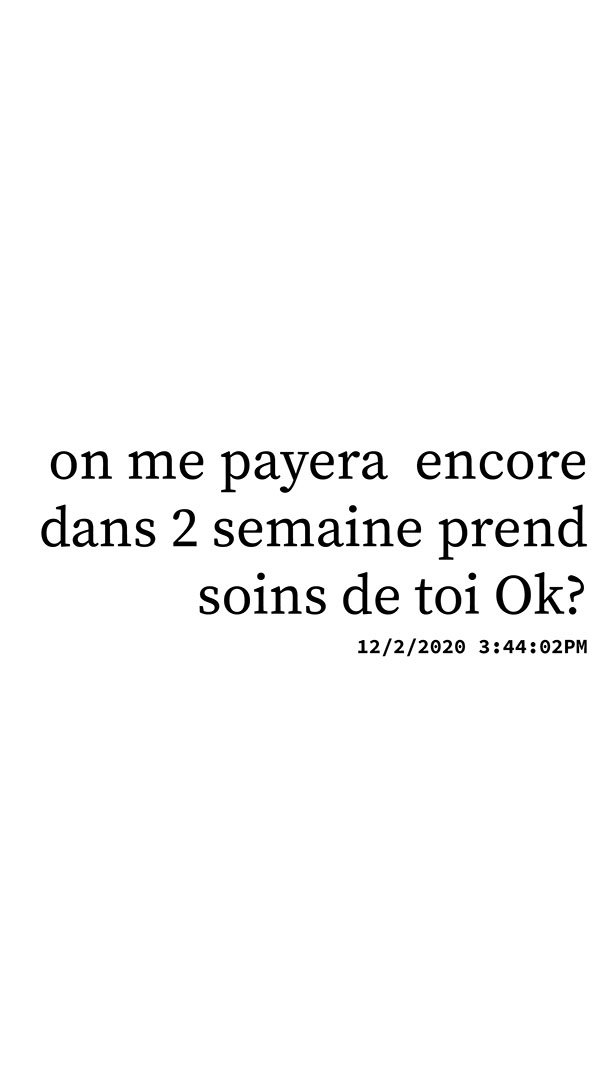 on me payera  encore
dans 2 semaine prend
soins de toi Ok?
12/2/2020 3:44:02PM